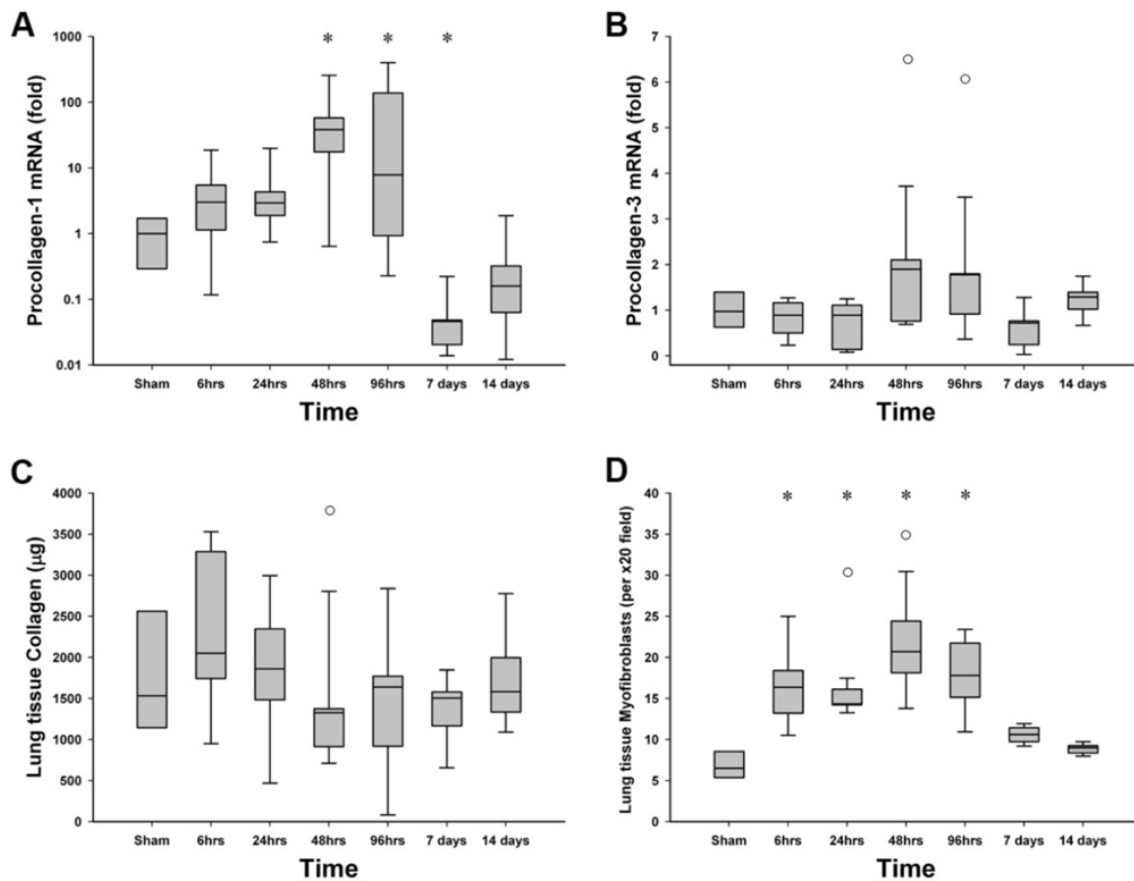 A
Procollagen-1 mRNA (fold)
1000
100
10
1
0.1
0.01
* * *
Sham 6hrs 24hrs 48hrs 96hrs 7 days 14 days
Time
B
Procollagen-3 mRNA (fold)
7
6
5
4
3
2
1
0
Sham 6hrs 24hrs 48hrs 96hrs 7 days 14 days
Time
C
Lung tissue Collagen (µg)
4000
3500
3000
2500
2000
1500
1000
500
0
Sham 6hrs 24hrs 48hrs 96hrs 7 days 14 days
Time
D
Lung tissue Myofibroblasts (per x20 field)
40
35
30
25
20
15
10
5
0
* * * *
Sham 6hrs 24hrs 48hrs 96hrs 7 days 14 days
Time